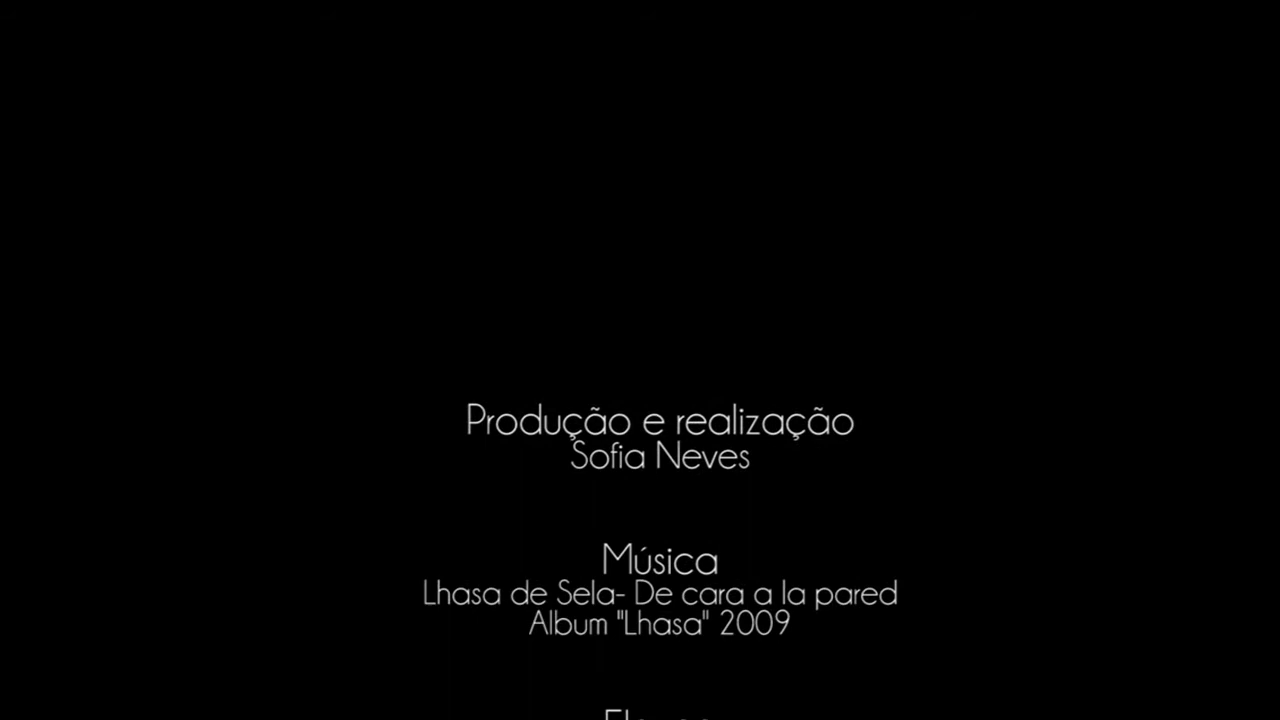 Produção e realização
Sofia Neves
Música
Lhasa de Sela- De cara a la pared
Album "Lhasa" 2009